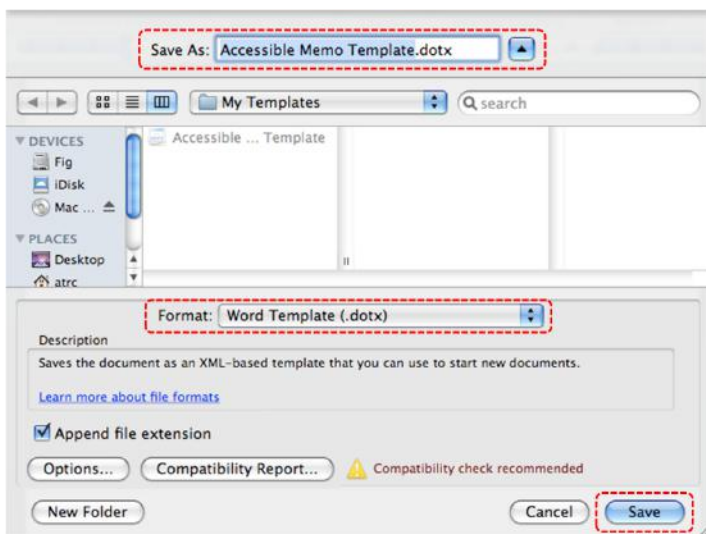 Save As: Accessible Memo Template.dotx
My Templates search
DEVICES Accessible ... Template
Fig
iDisk
Mac ...
PLACES
Desktop
atrc
Format: Word Template (.dotx)
Description
Saves the document as an XML-based template that you can use to start new documents.
Learn more about file formats
Append file extension
Options... Compatibility Report... Compatibility check recommended
New Folder Cancel Save